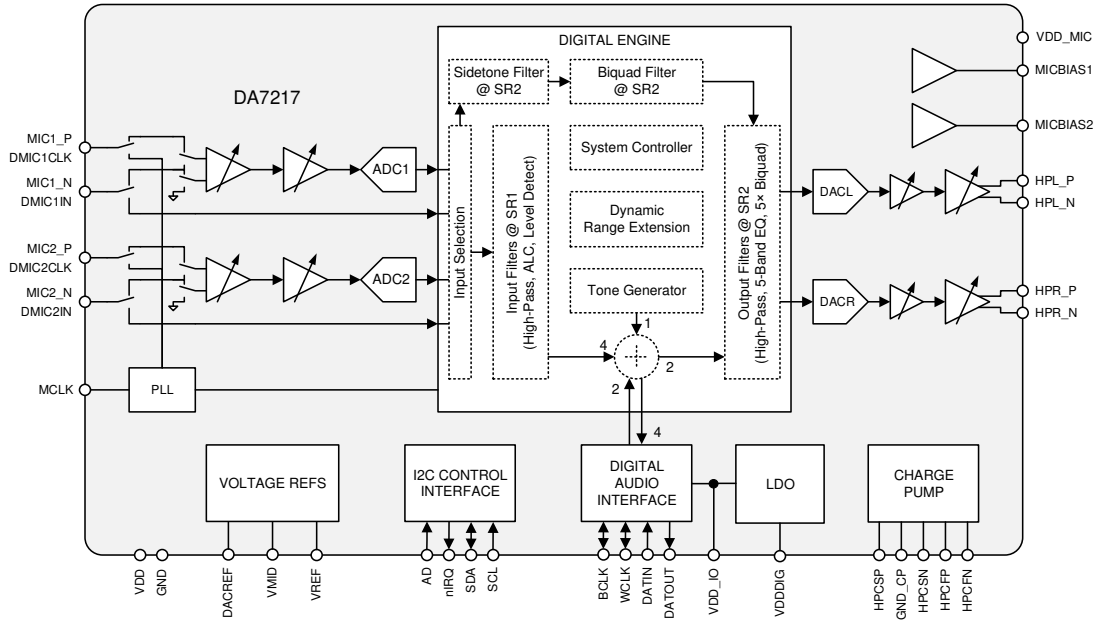 DIGITAL ENGINE
VDD_MIC
MICBIAS1
MICBIAS2
DA7217
Sidetone Filter
@ SR2
Biquad Filter
@ SR2
MIC1_P
DMIC1CLK
MIC1_N
DMIC1IN
MIC2_P
DMIC2CLK
MIC2_N
DMIC2IN
MCLK
ADC1
ADC2
PLL
Input Selection
Input Filters @ SR1
(High-Pass, ALC, Level Detect)
System Controller
Dynamic
Range Extension
Tone Generator
1
4
2
2
4
Output Filters @ SR2
(High-Pass, 5-Band EQ, 5× Biquad)
DACL
DACR
HPL_P
HPL_N
HPR_P
HPR_N
VOLTAGE REFS
I2C CONTROL
INTERFACE
DIGITAL
AUDIO
INTERFACE
LDO
CHARGE
PUMP
VDD
GND
DACREF
VMID
VREF
AD
nIRQ
SDA
SCL
BCLK
WCLK
DATIN
DATOUT
VDD_IO
VDDDIG
HPCSP
GND_CP
HPCSN
HPCFP
HPCFN